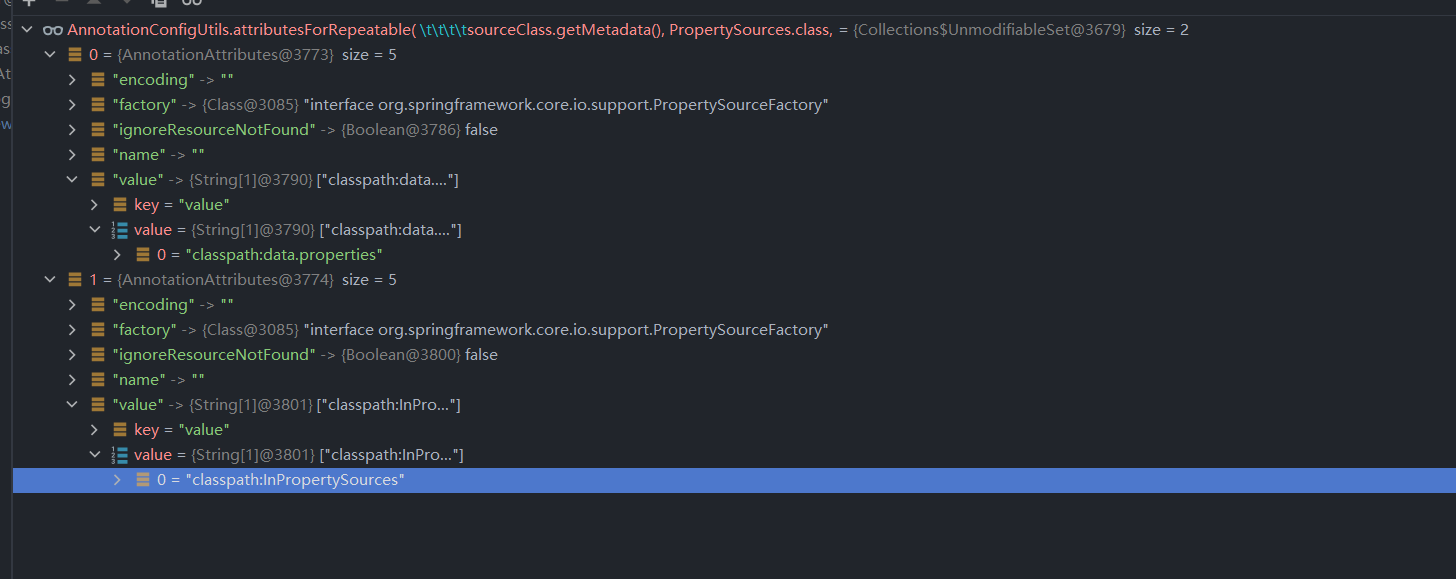 AnnotationConfigUtils.attributesForRepeatable( \t\t\t\tsourceClass.getMetadata(), PropertySources.class, = {Collections$UnmodifiableSet@3679} size = 2
0 = {AnnotationAttributes@3773} size = 5
"encoding" -> ""
"factory" -> {Class@3085} "interface org.springframework.core.io.support.PropertySourceFactory"
"ignoreResourceNotFound" -> {Boolean@3786} false
"name" -> ""
"value" -> {String[1]@3790} ["classpath:data...."]
key = "value"
value = {String[1]@3790} ["classpath:data...."]
0 = "classpath:data.properties"
1 = {AnnotationAttributes@3774} size = 5
"encoding" -> ""
"factory" -> {Class@3085} "interface org.springframework.core.io.support.PropertySourceFactory"
"ignoreResourceNotFound" -> {Boolean@3800} false
"name" -> ""
"value" -> {String[1]@3801} ["classpath:InPro..."]
key = "value"
value = {String[1]@3801} ["classpath:InPro..."]
0 = "classpath:InPropertySources"